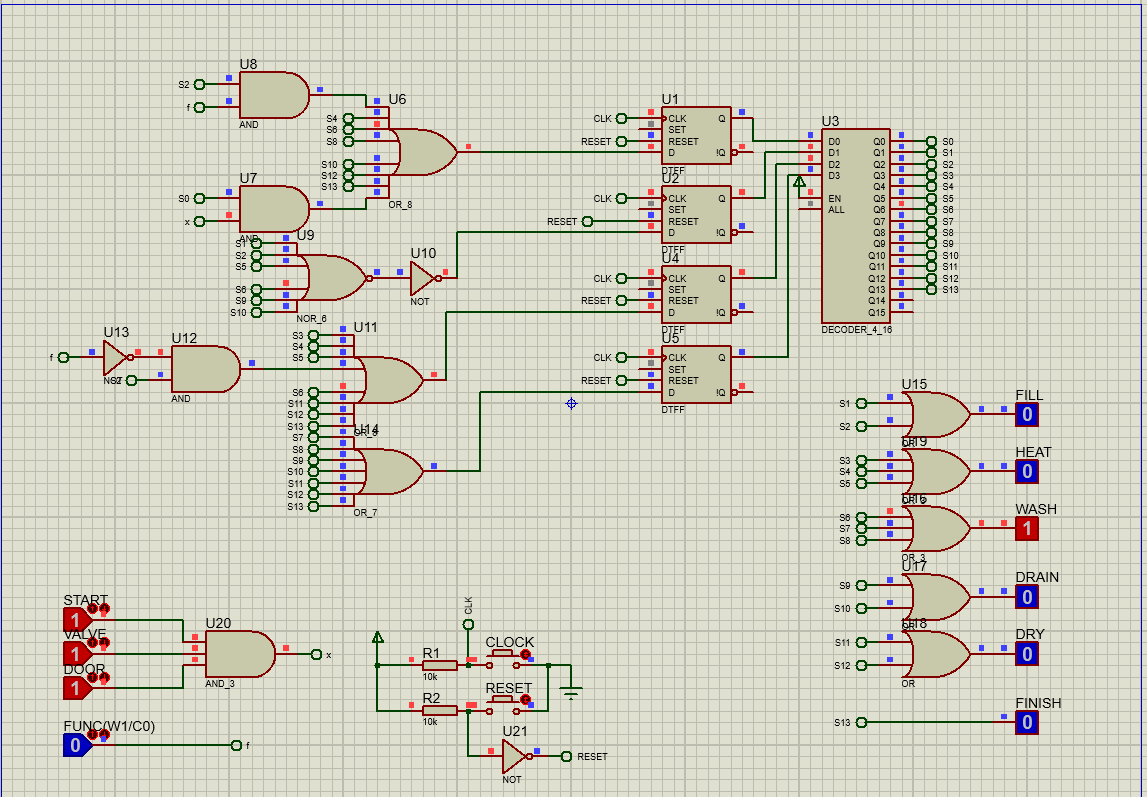 U8
S2
f
AND
U6
S4
S6
S8
S10
S12
S13
OR_8
U7
S0
x
AND
U9
S1
S2
S5
S6
S9
S10
NOR_6
U10
NOT
U13
f
NOT
S2
U12
AND
U11
S3
S4
S5
S6
S11
S12
S13
U14
S7
S8
S9
S10
S11
S12
S13
OR_7
U1
CLK
RESET
CLK
SET
RESET
D
Q
!Q
DTFF
U2
CLK
RESET
CLK
SET
RESET
D
Q
!Q
DTFF
U4
CLK
RESET
CLK
SET
RESET
D
Q
!Q
DTFF
U5
CLK
RESET
CLK
SET
RESET
D
Q
!Q
DTFF
U3
D0
D1
D2
D3
EN
ALL
Q0 S0
Q1 S1
Q2 S2
Q3 S3
Q4 S4
Q5 S5
Q6 S6
Q7 S7
Q8 S8
Q9 S9
Q10 S10
Q11 S11
Q12 S12
Q13 S13
Q14
Q15
DECODER_4_16
U15
S1
S2
OR
FILL
0
U19
S3
S4
S5
HEAT
0
S6
S7
S8
OR_3
WASH
1
U17
S9
S10
OR
DRAIN
0
U18
S11
S12
OR
DRY
0
S13
FINISH
0
START
1
VALVE
1
DOOR
1
U20
AND_3
x
FUNC(W1/C0)
0
f
CLK
R1
10k
CLOCK
R2
10k
RESET
U21
NOT
RESET